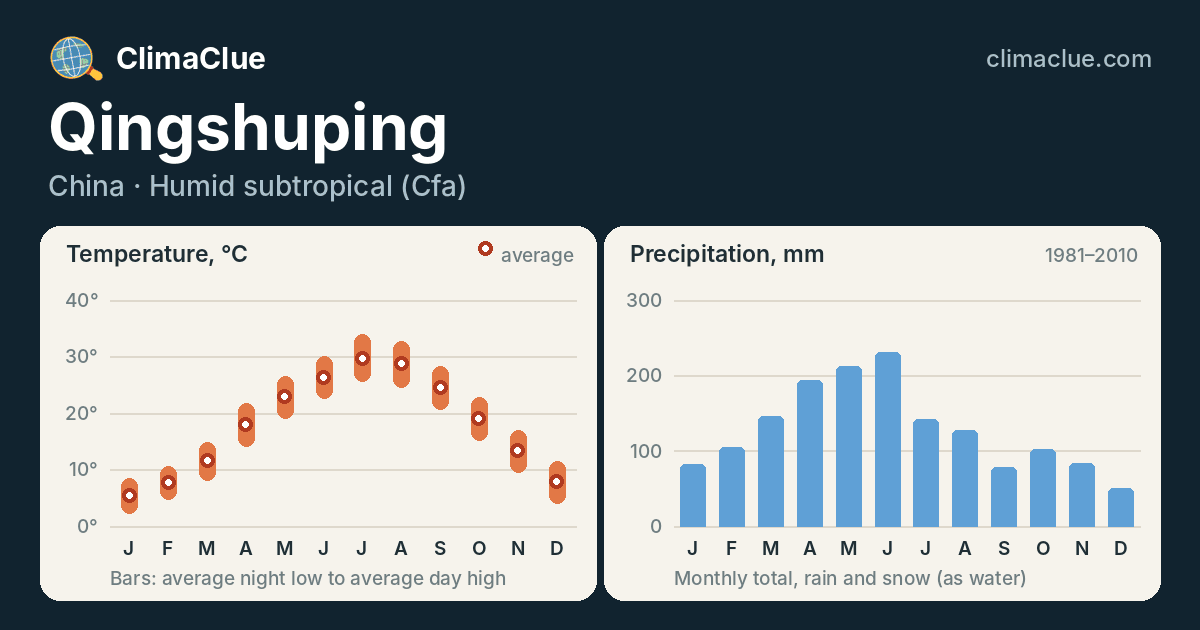 ClimaClue
climaclue.com
Qingshuping
China · Humid subtropical (Cfa)
Temperature, °C
average
40°
30°
20°
10°
0°
J F M A M J J A S O N D
Bars: average night low to average day high
Precipitation, mm
1981–2010
300
200
100
0
J F M A M J J A S O N D
Monthly total, rain and snow (as water)